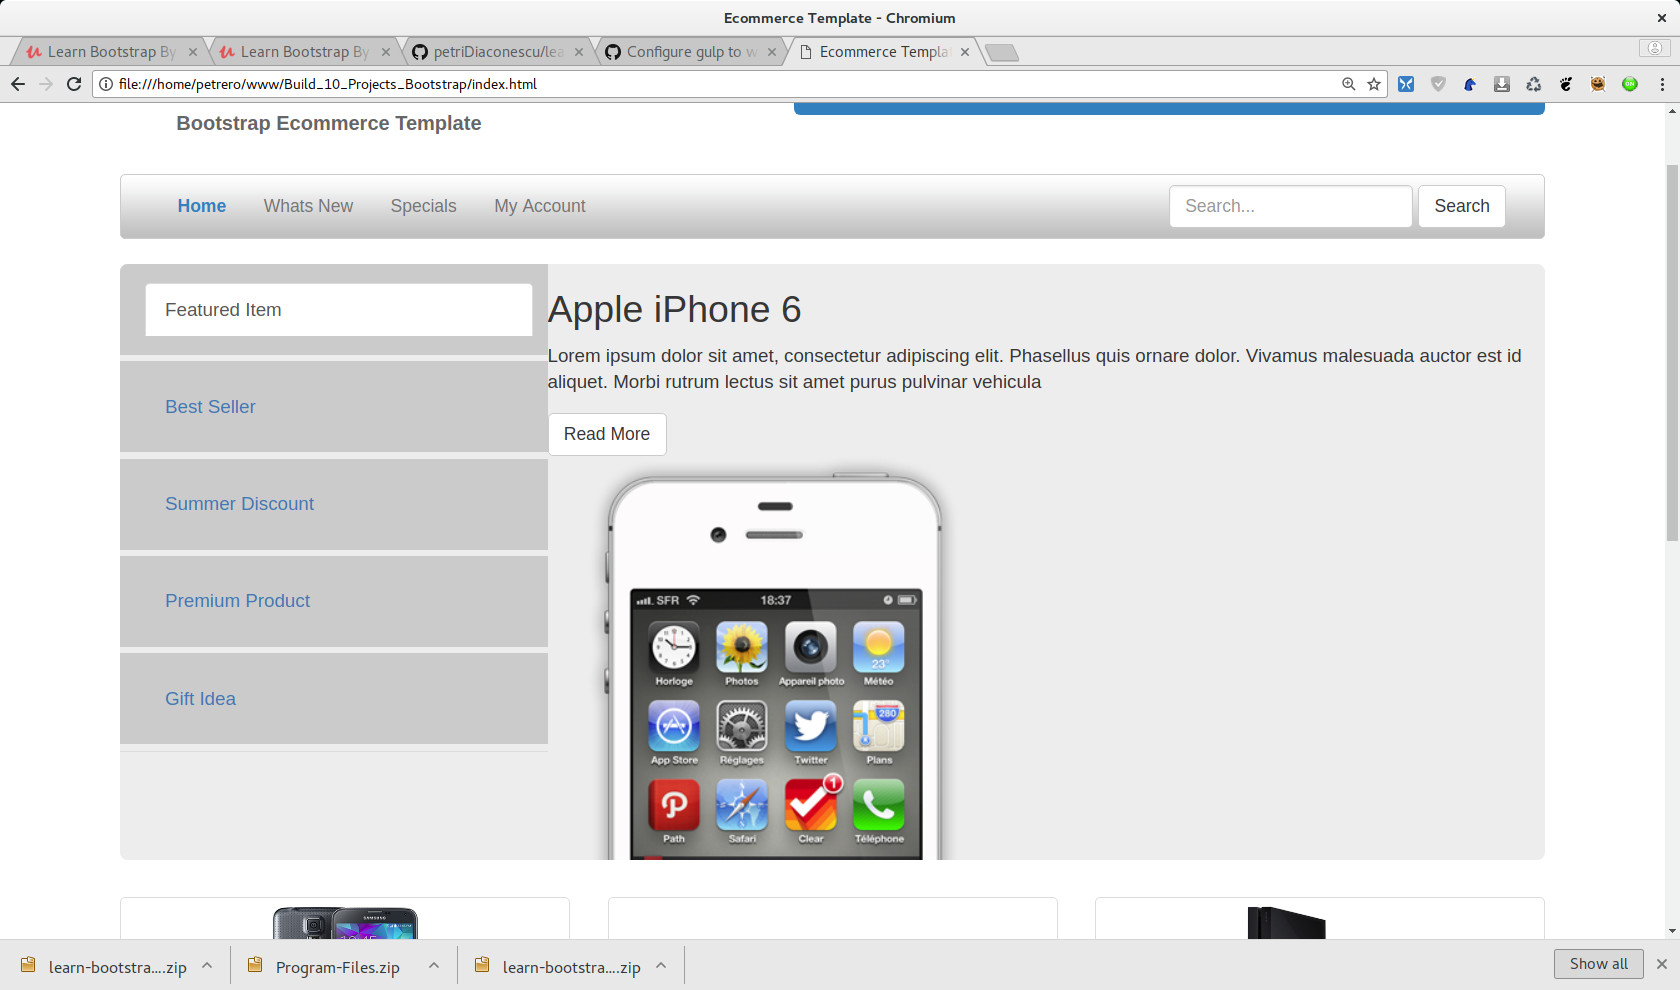 Ecommerce Template - Chromium
Learn Bootstrap By
Learn Bootstrap By
petriDiaconescu/lea
Configure gulp to w
Ecommerce Templa
file:///home/petrero/www/Build_10_Projects_Bootstrap/index.html
ON
Bootstrap Ecommerce Template
Home
Whats New
Specials
My Account
Search...
Search
Featured Item
Best Seller
Summer Discount
Premium Product
Gift Idea
Apple iPhone 6
Lorem ipsum dolor sit amet, consectetur adipiscing elit. Phasellus quis ornare dolor. Vivamus malesuada auctor est id
aliquet. Morbi rutrum lectus sit amet purus pulvinar vehicula
Read More
SFR
18:37
23°
Horloge
Photos
Appareil photo
Météo
280
App Store
Réglages
Twitter
Plans
1
Path
Safari
Clear
Téléphone
SAMSUNG
learn-bootstra....zip
Program-Files.zip
learn-bootstra....zip
Show all